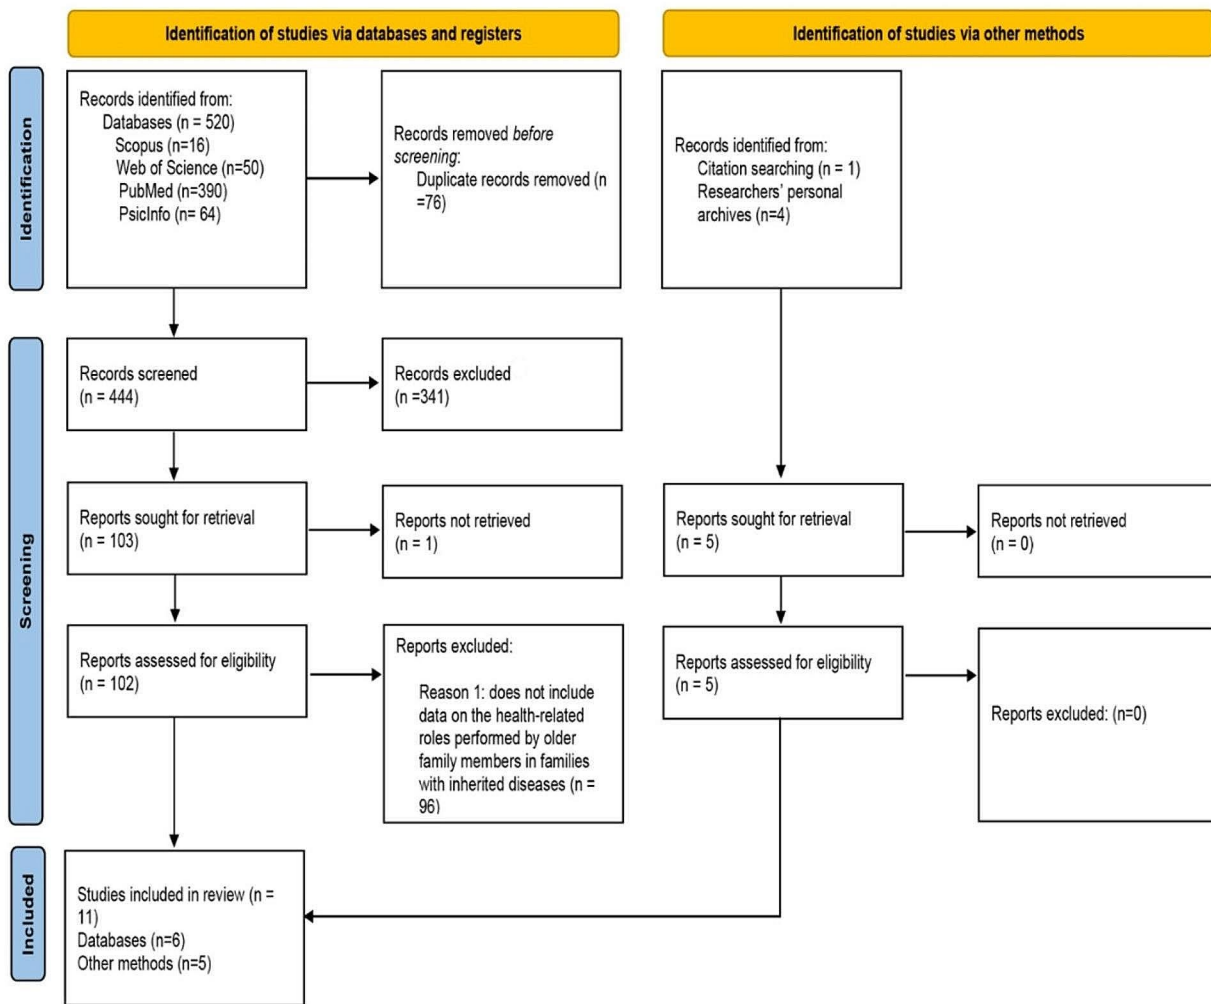 Identification of studies via databases and registers
Identification of studies via other methods
Identification
Records identified from:
Databases (n = 520)
Scopus (n=16)
Web of Science (n=50)
PubMed (n=390)
PsicInfo (n= 64)
Records removed before
screening:
Duplicate records removed (n
=76)
Records identified from:
Citation searching (n = 1)
Researchers' personal
archives (n=4)
Screening
Records screened
(n = 444)
Records excluded
(n =341)
Reports sought for retrieval
(n = 103)
Reports not retrieved
(n = 1)
Reports sought for retrieval
(n = 5)
Reports not retrieved
(n = 0)
Reports assessed for eligibility
(n = 102)
Reports excluded:
Reason 1: does not include
data on the health-related
roles performed by older
family members in families
with inherited diseases (n =
96)
Reports assessed for eligibility
(n = 5)
Reports excluded: (n=0)
Included
Studies included in review (n =
11)
Databases (n=6)
Other methods (n=5)